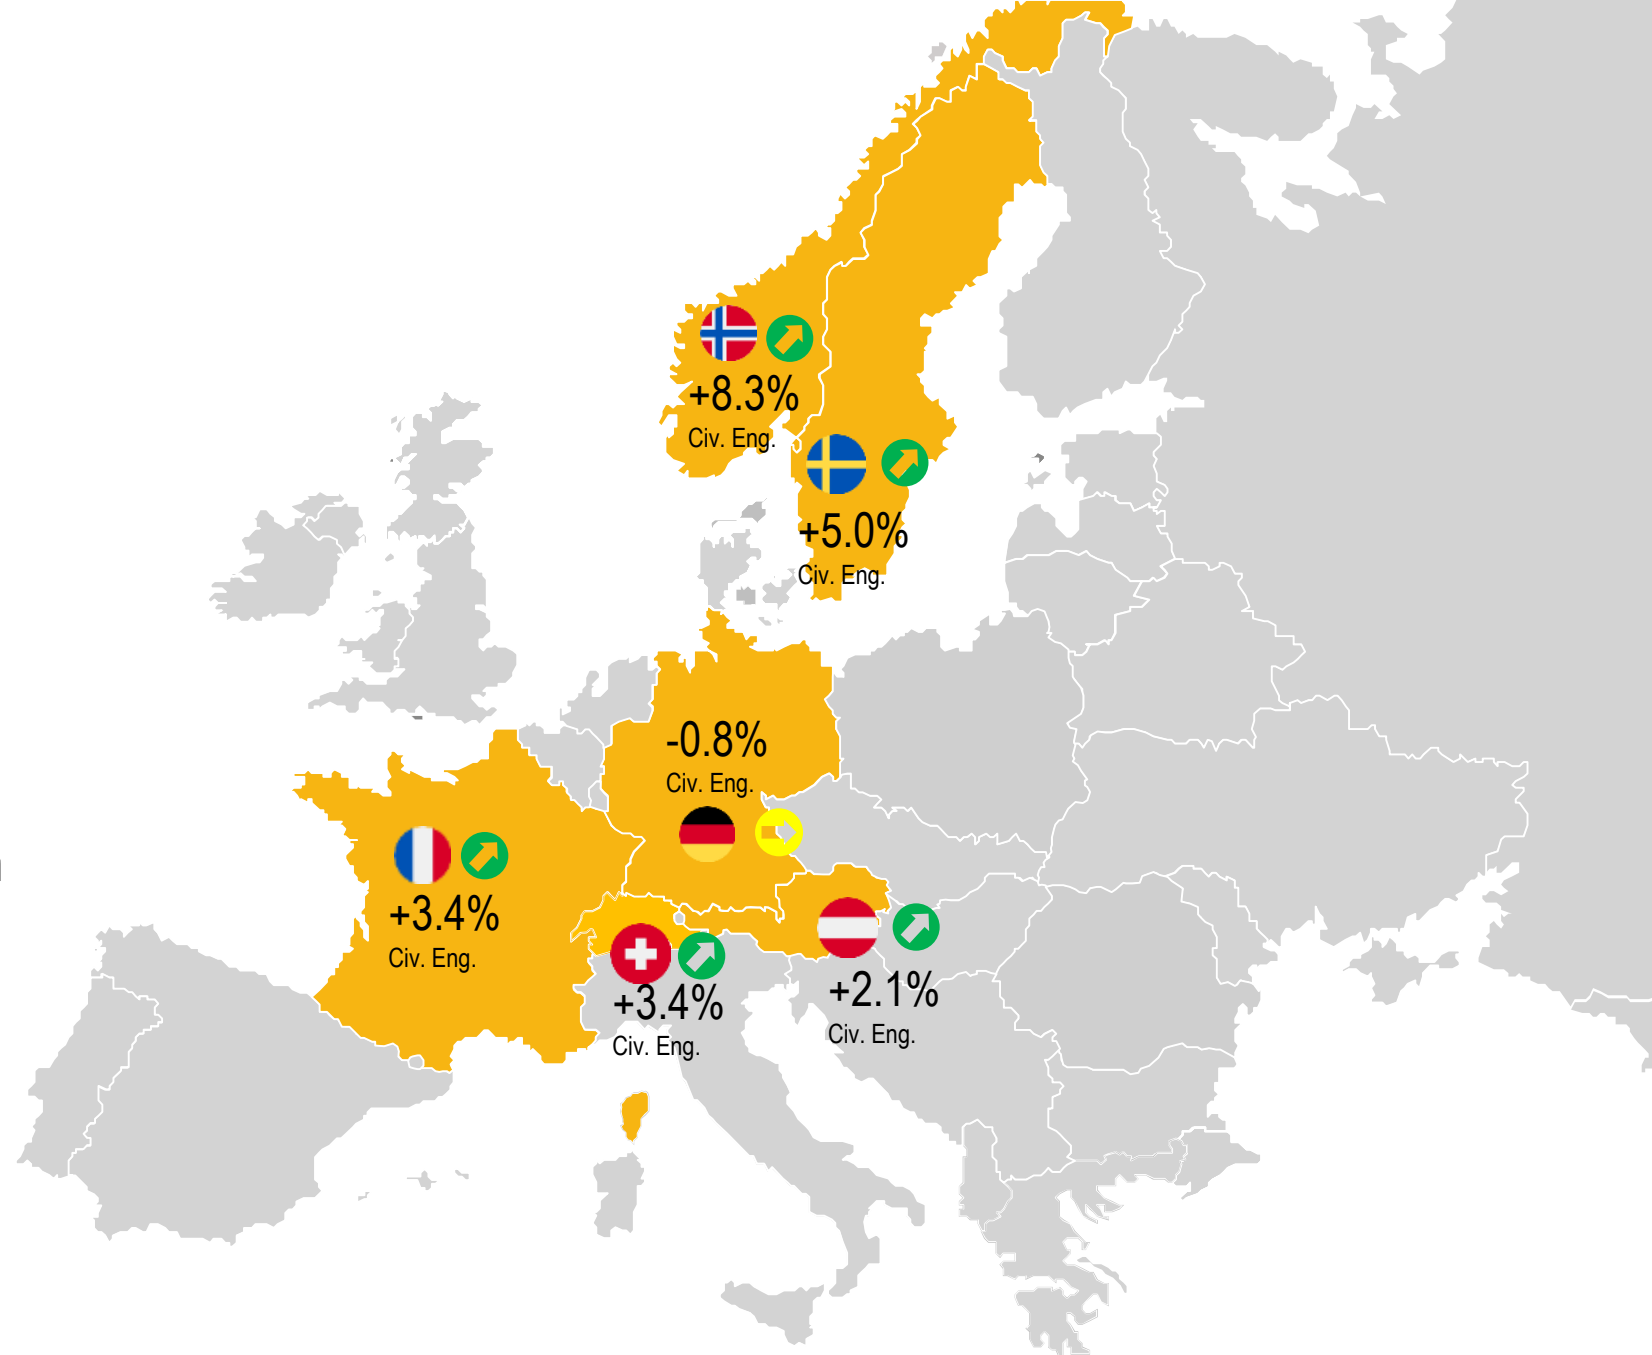 +8.3%
Civ. Eng.
+5.0%
Civ. Eng.
-0.8%
Civ. Eng.
+3.4%
Civ. Eng.
+3.4%
Civ. Eng.
+2.1%
Civ. Eng.